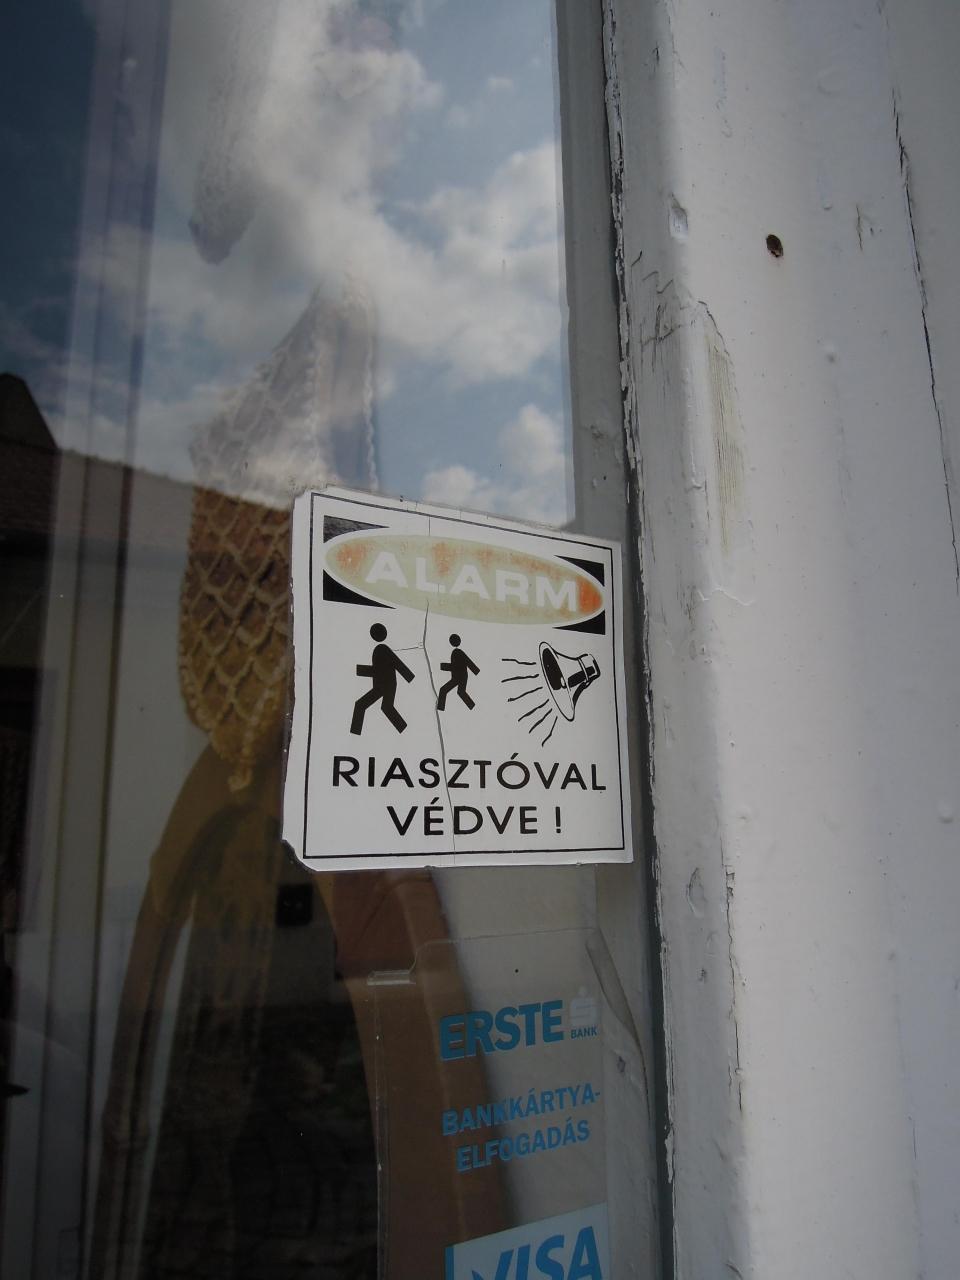 ALARM
RIASZTÓVAL
VÉDVE !
ERSTE
BANK
BANKKÁRTYA-
ELFOGADÁS
VISA